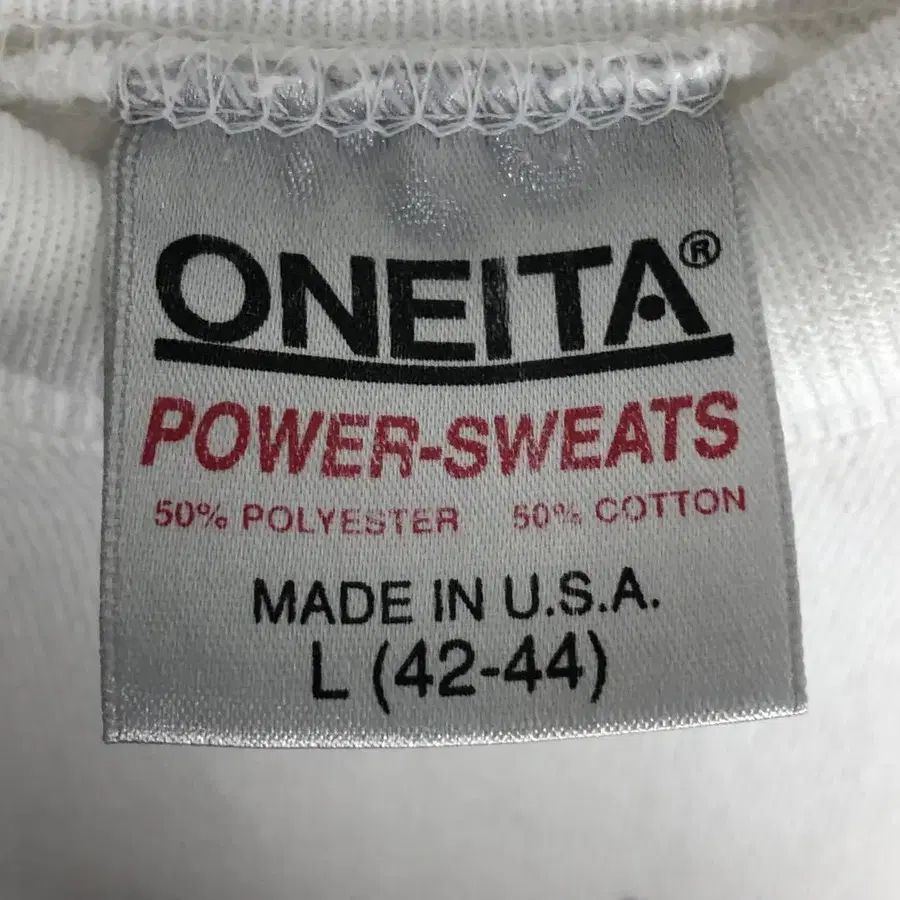 ONEITA®
POWER-SWEATS
50% POLYESTER 50% COTTON
MADE IN U.S.A.
L (42-44)